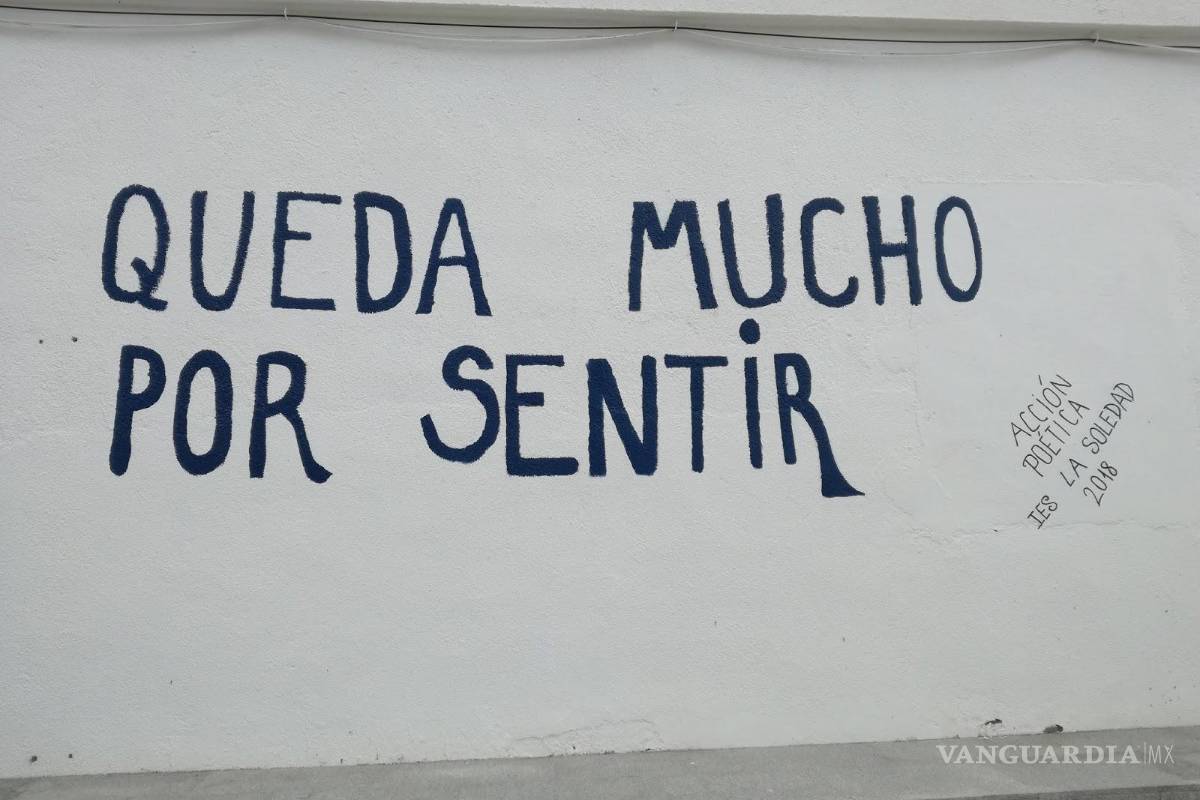 QUEDA MUCHO
POR SENTiR
ACCIÓN
POÉTICA
IES LA SOLEDAD
2018
VANGUARDIA|MX